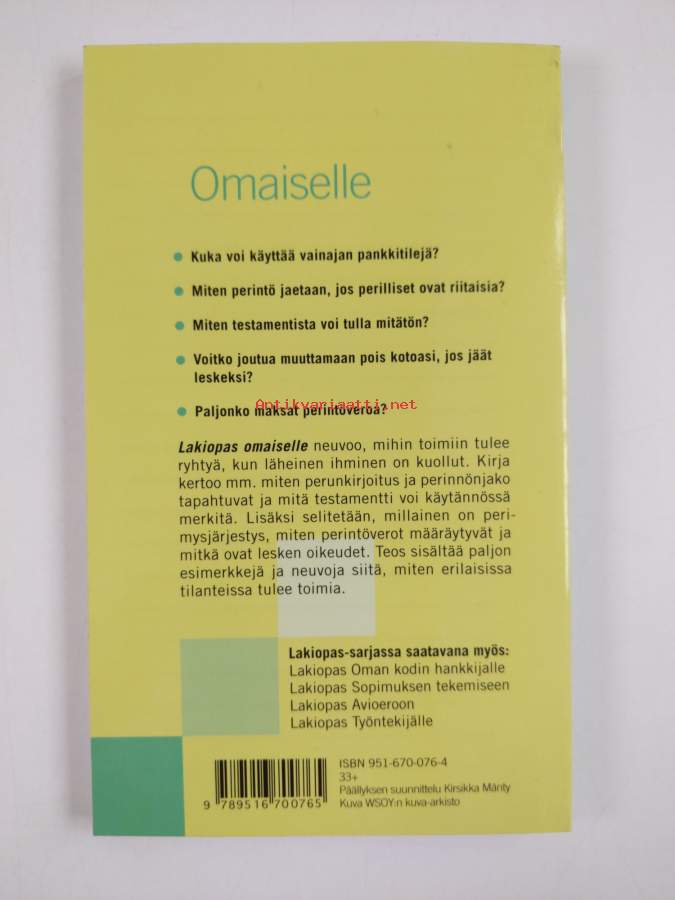 Omaiselle
• Kuka voi käyttää vainajan pankkitilejä?
• Miten perintö jaetaan, jos perilliset ovat riitaisia?
• Miten testamentista voi tulla mitätön?
• Voitko joutua muuttamaan pois kotoasi, jos jäät
leskeksi?
Antikvariaatti.net
• Paljonko maksat perintöveroa?
Lakiopas omaiselle neuvoo, mihin toimiin tulee
ryhtyä, kun läheinen ihminen on kuollut. Kirja
kertoo mm. miten perunkirjoitus ja perinnönjako
tapahtuvat ja mitä testamentti voi käytännössä
merkitä. Lisäksi selitetään, millainen on peri-
mysjärjestys, miten perintöverot määräytyvät ja
mitkä ovat lesken oikeudet. Teos sisältää paljon
esimerkkejä ja neuvoja siitä, miten erilaisissa
tilanteissa tulee toimia.
Lakiopas-sarjassa saatavana myös:
Lakiopas Oman kodin hankkijalle
Lakiopas Sopimuksen tekemiseen
Lakiopas Avioeroon
Lakiopas Työntekijälle
ISBN 951-670-076-4
33+
Päällyksen suunnittelu Kirsikka Mänty
Kuva WSOY:n kuva-arkisto
9 789516 700765